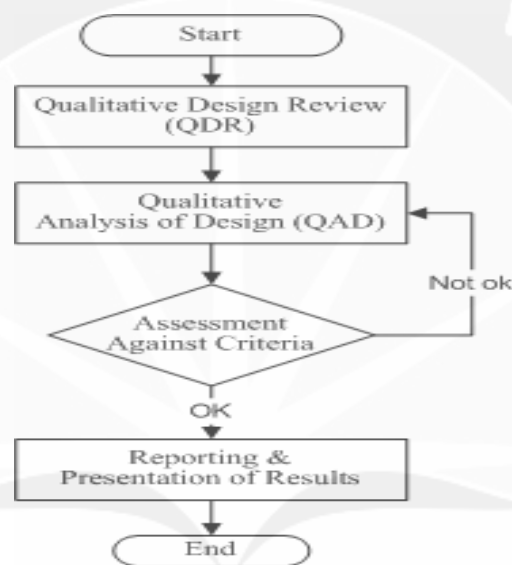 Start
Qualitative Design Review
(QDR)
Qualitative
Analysis of Design (QAD)
Not ok
Assessment
Against Criteria
OK
Reporting &
Presentation of Results
End